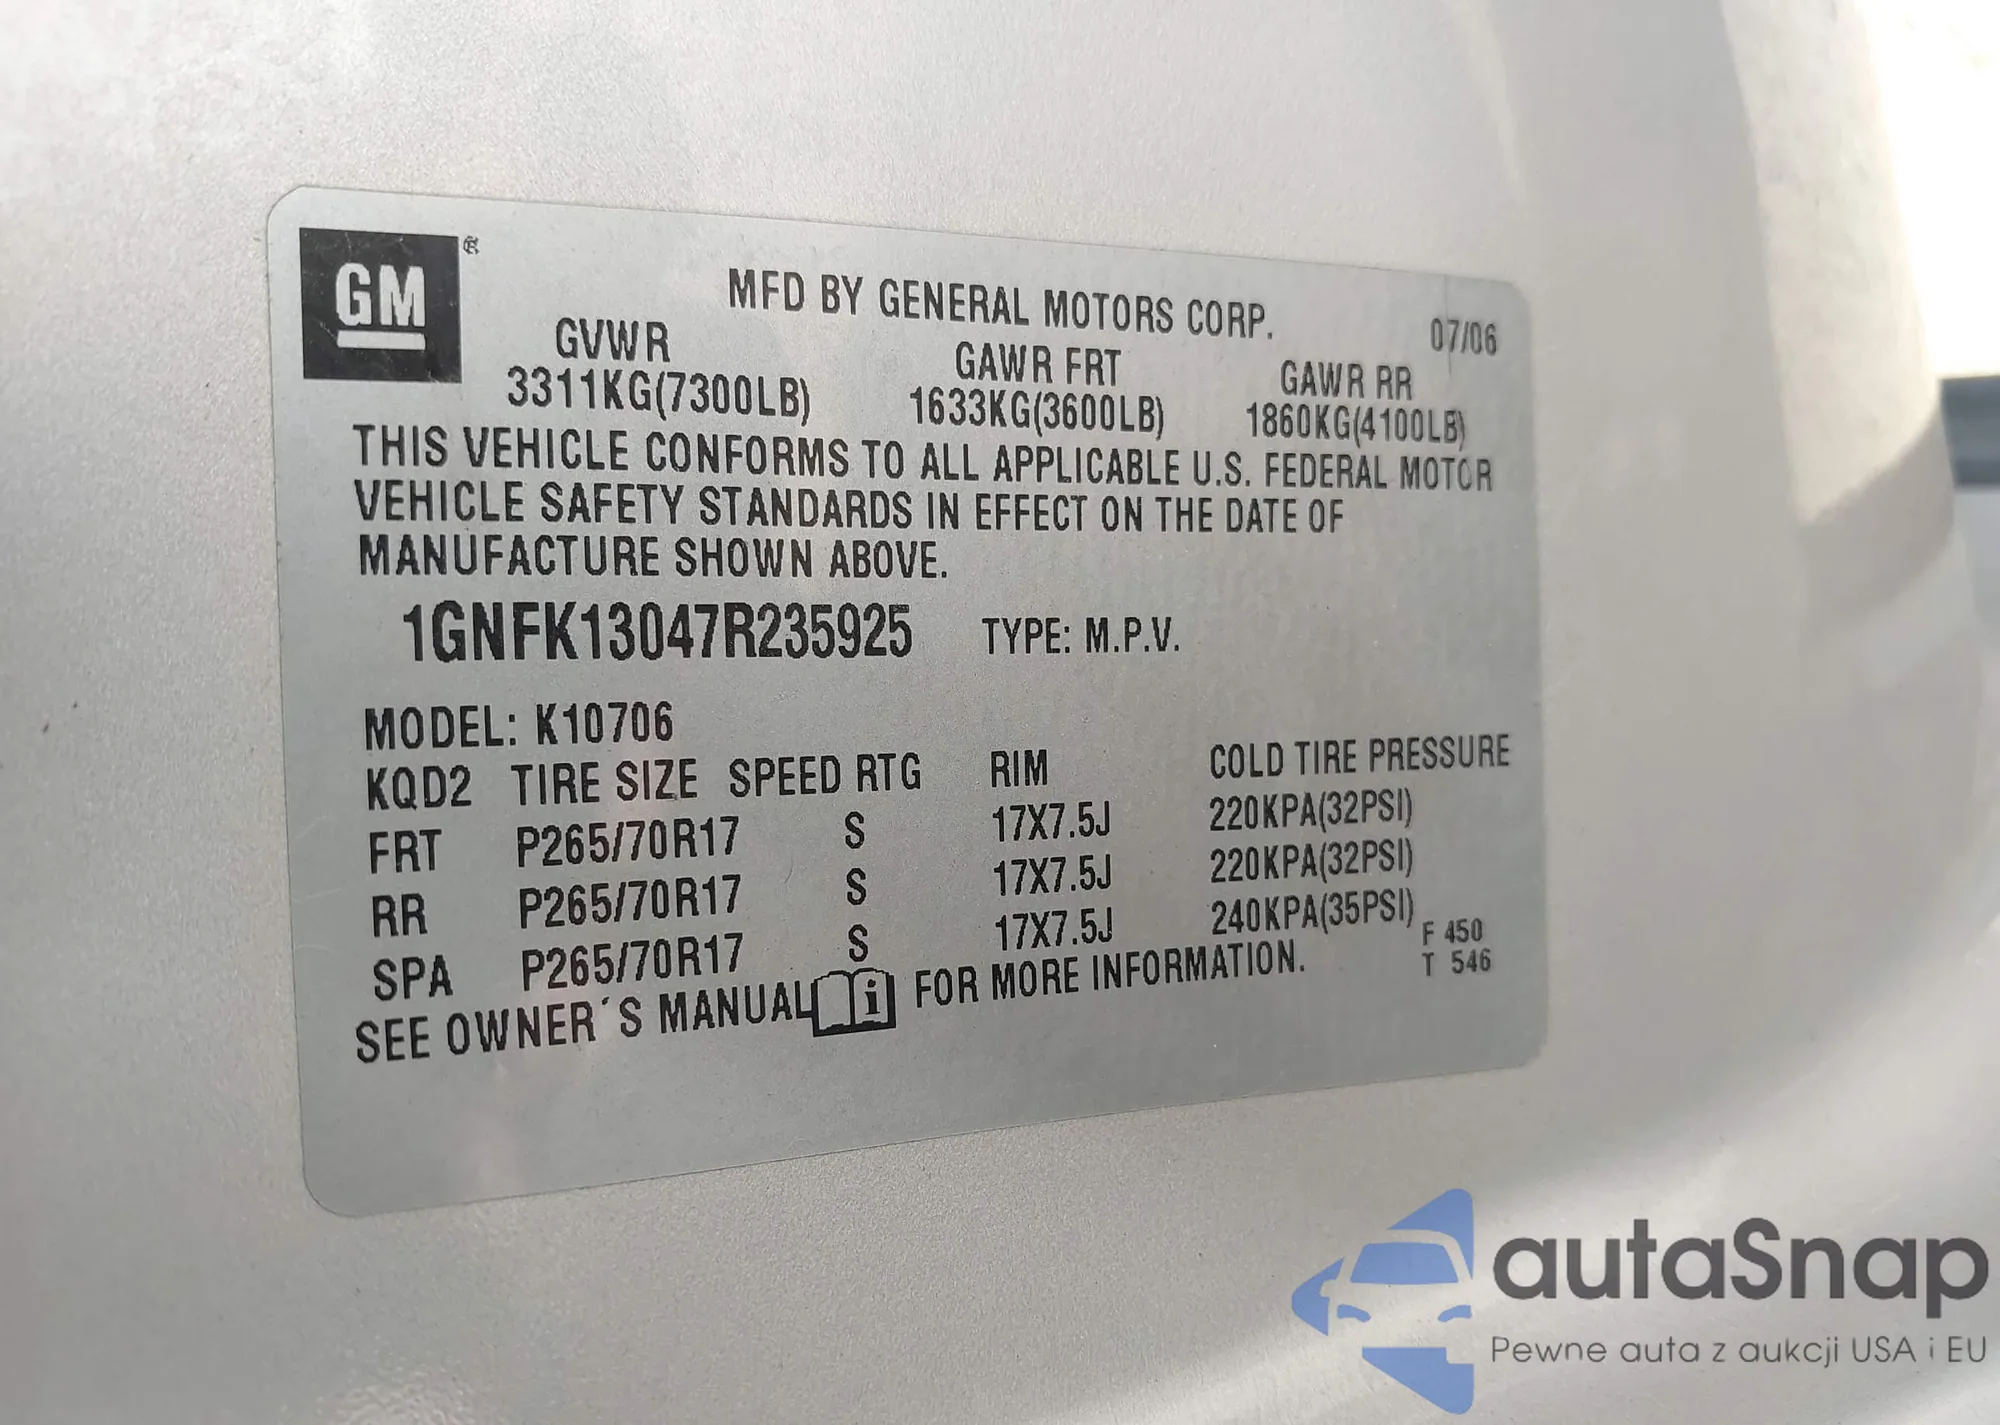 GM ®
MFD BY GENERAL MOTORS CORP.
07/06
GVWR GAWR FRT GAWR RR
3311KG(7300LB) 1633KG(3600LB) 1860KG(4100LB)
THIS VEHICLE CONFORMS TO ALL APPLICABLE U.S. FEDERAL MOTOR
VEHICLE SAFETY STANDARDS IN EFFECT ON THE DATE OF
MANUFACTURE SHOWN ABOVE.
1GNFK13047R235925 TYPE: M.P.V.
MODEL: K10706
KQD2 TIRE SIZE SPEED RTG RIM COLD TIRE PRESSURE
FRT P265/70R17 S 17X7.5J 220KPA(32PSI)
RR P265/70R17 S 17X7.5J 220KPA(32PSI)
SPA P265/70R17 S 17X7.5J 240KPA(35PSI)
F 450
T 546
SEE OWNER´S MANUAL i FOR MORE INFORMATION.
autaSnap
Pewne auta z aukcji USA i EU